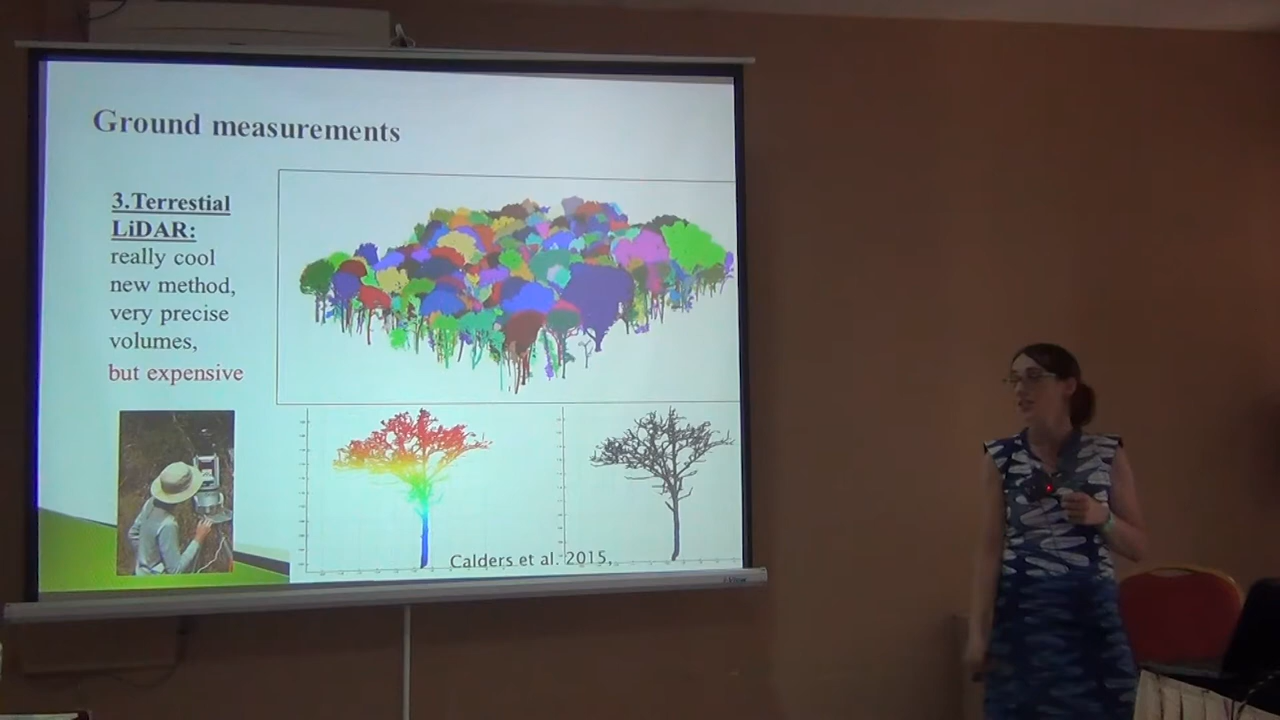 Ground measurements
3.Terrestial
LiDAR:
really cool
new method,
very precise
volumes,
but expensive
Calders et al. 2015,